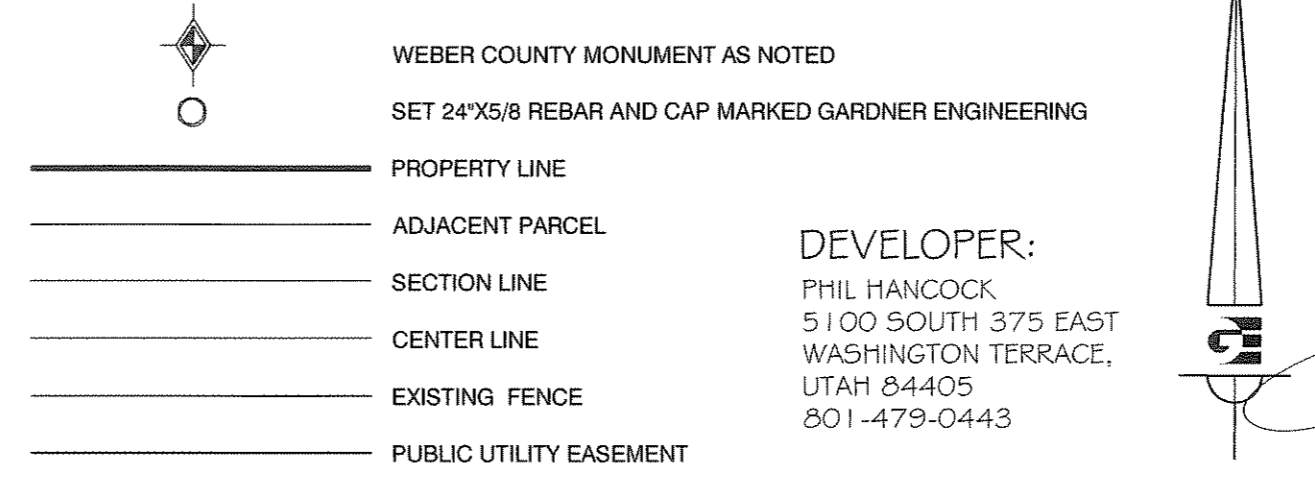 WEBER COUNTY MONUMENT AS NOTED
SET 24"X5/8 REBAR AND CAP MARKED GARDNER ENGINEERING
PROPERTY LINE
ADJACENT PARCEL
SECTION LINE
CENTER LINE
EXISTING FENCE
PUBLIC UTILITY EASEMENT
DEVELOPER:
PHIL HANCOCK
5100 SOUTH 375 EAST
WASHINGTON TERRACE,
UTAH 84405
801-479-0443
GE